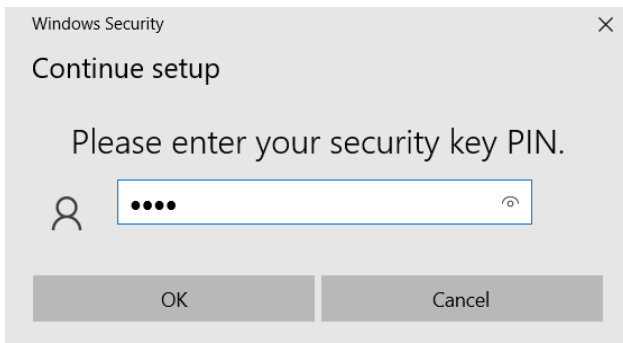 Windows Security
Continue setup
Please enter your security key PIN.
••••
OK
Cancel